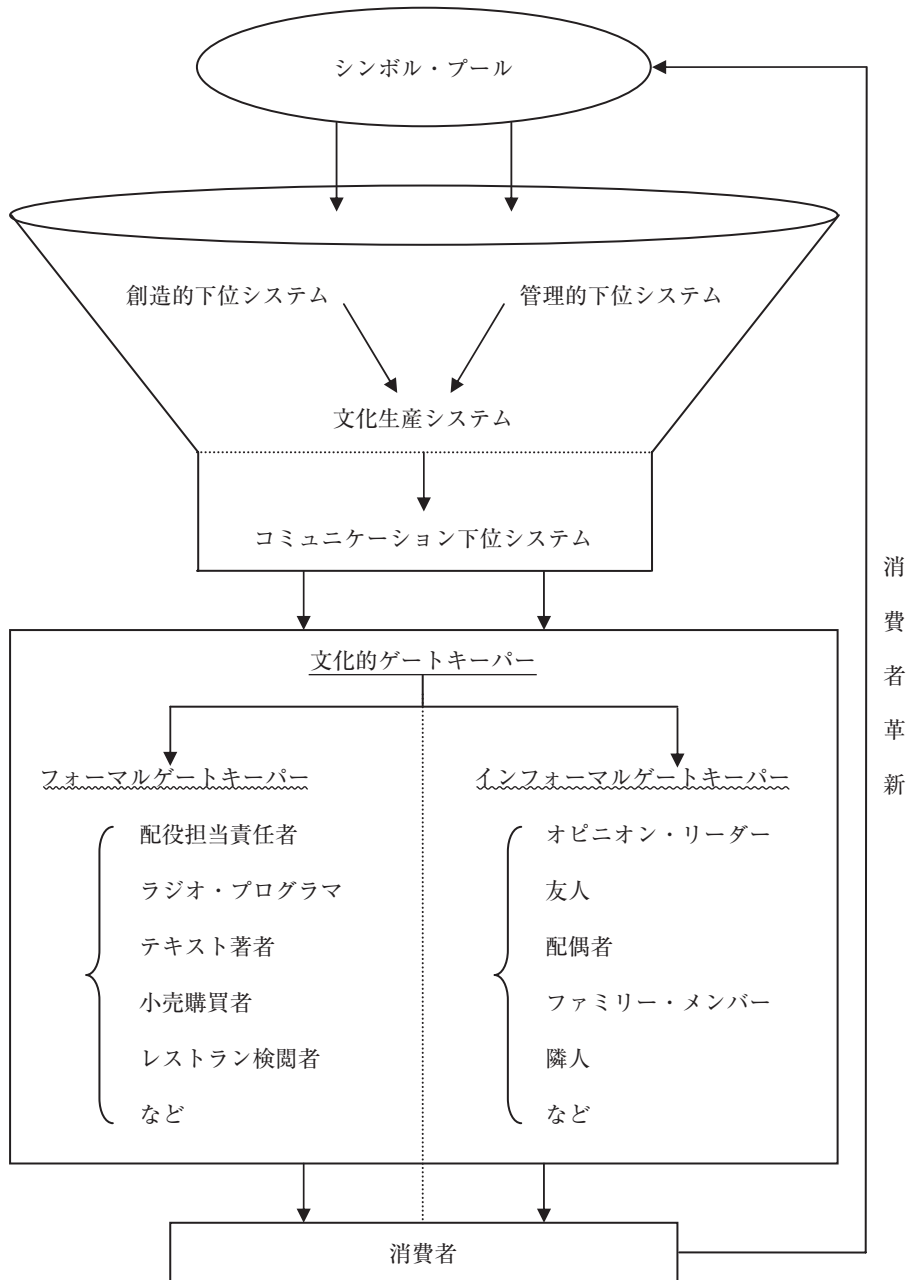 シンボル・プール
創造的下位システム
管理的下位システム
文化生産システム
コミュニケーション下位システム
文化的ゲートキーパー
フォーマルゲートキーパー
配役担当責任者
ラジオ・プログラマ
テキスト著者
小売購買者
レストラン検閲者
など
インフォーマルゲートキーパー
オピニオン・リーダー
友人
配偶者
ファミリー・メンバー
隣人
など
消費者
消費者革新